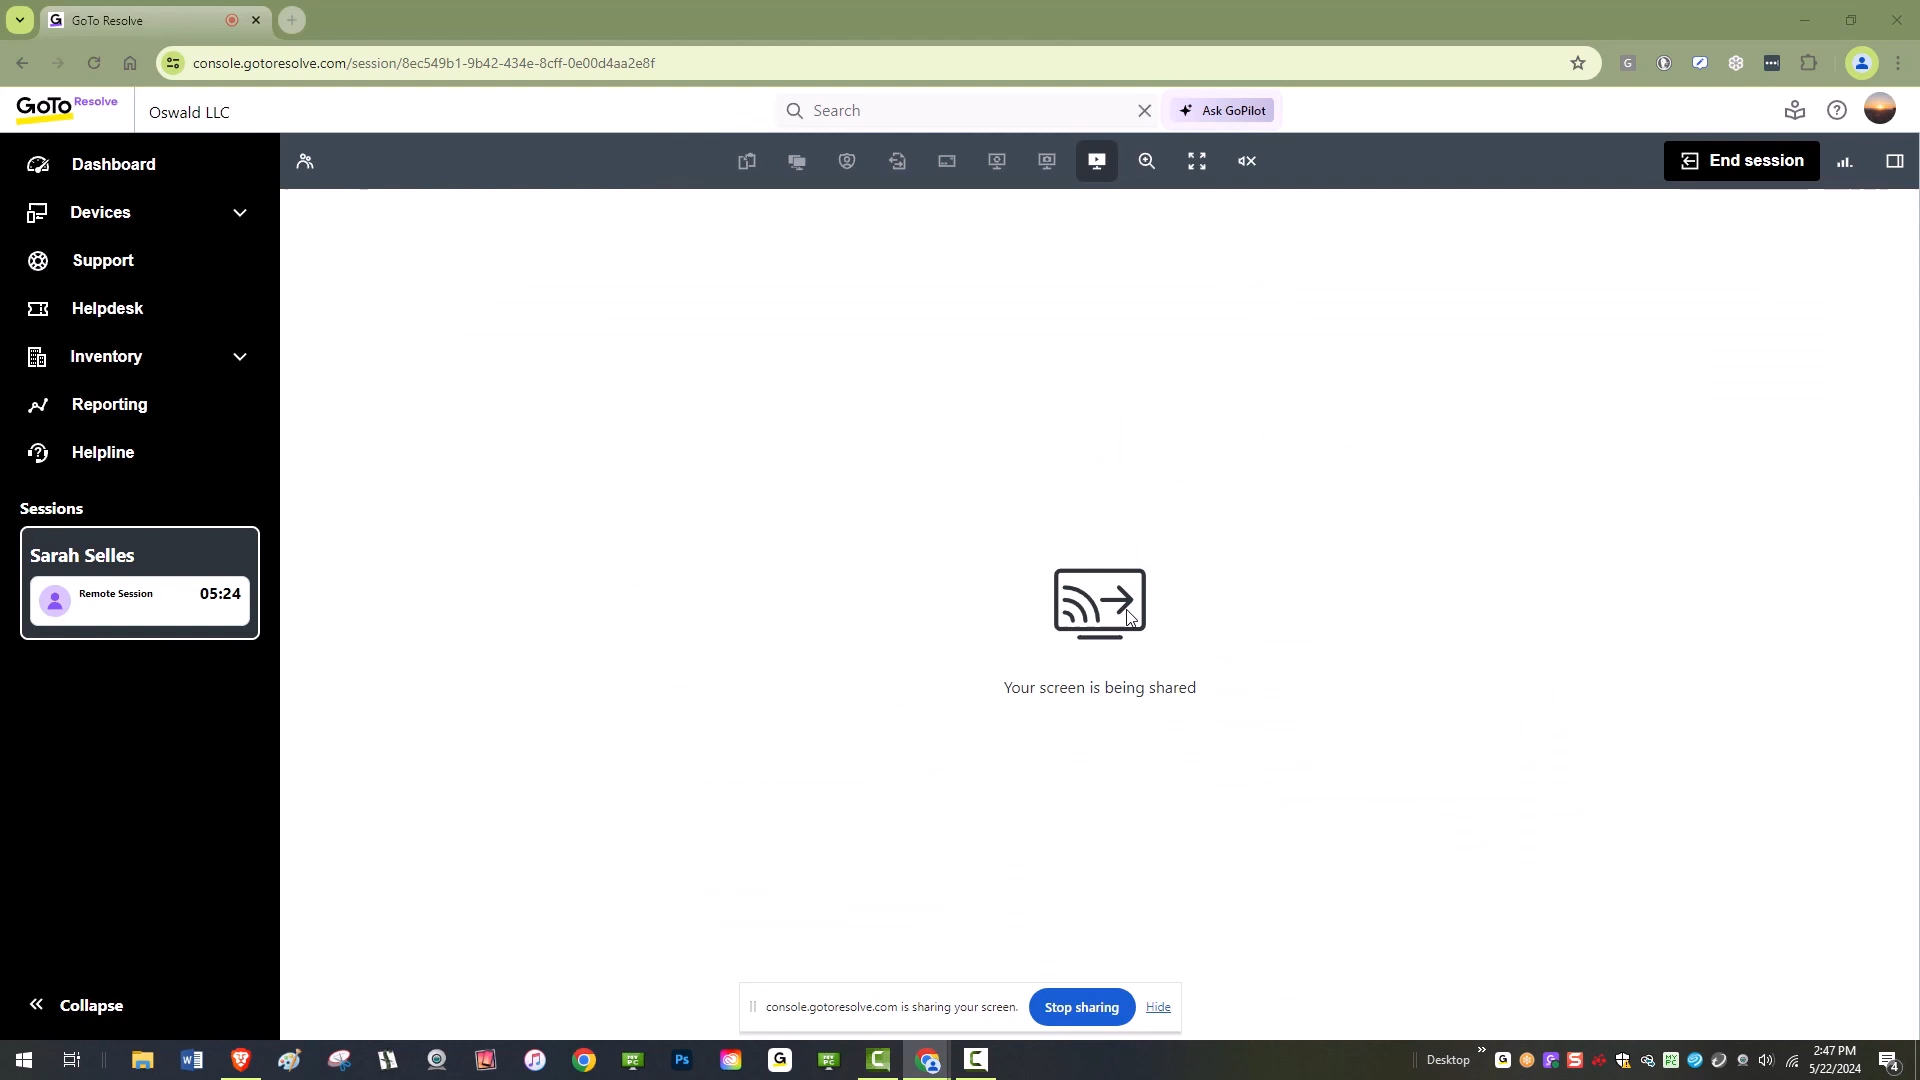 GoTo Resolve
console.gotoresolve.com/session/8ec549b1-9b42-434e-8cff-0e00d4aa2e8f
GoTo Resolve
Oswald LLC
Search
Ask GoPilot
Dashboard
End session
Devices
Support
Helpdesk
Inventory
Reporting
Helpline
Sessions
Sarah Selles
Remote Session 05:24
Your screen is being shared
Collapse
console.gotoresolve.com is sharing your screen. Stop sharing Hide
Desktop
2:47 PM
5/22/2024
4